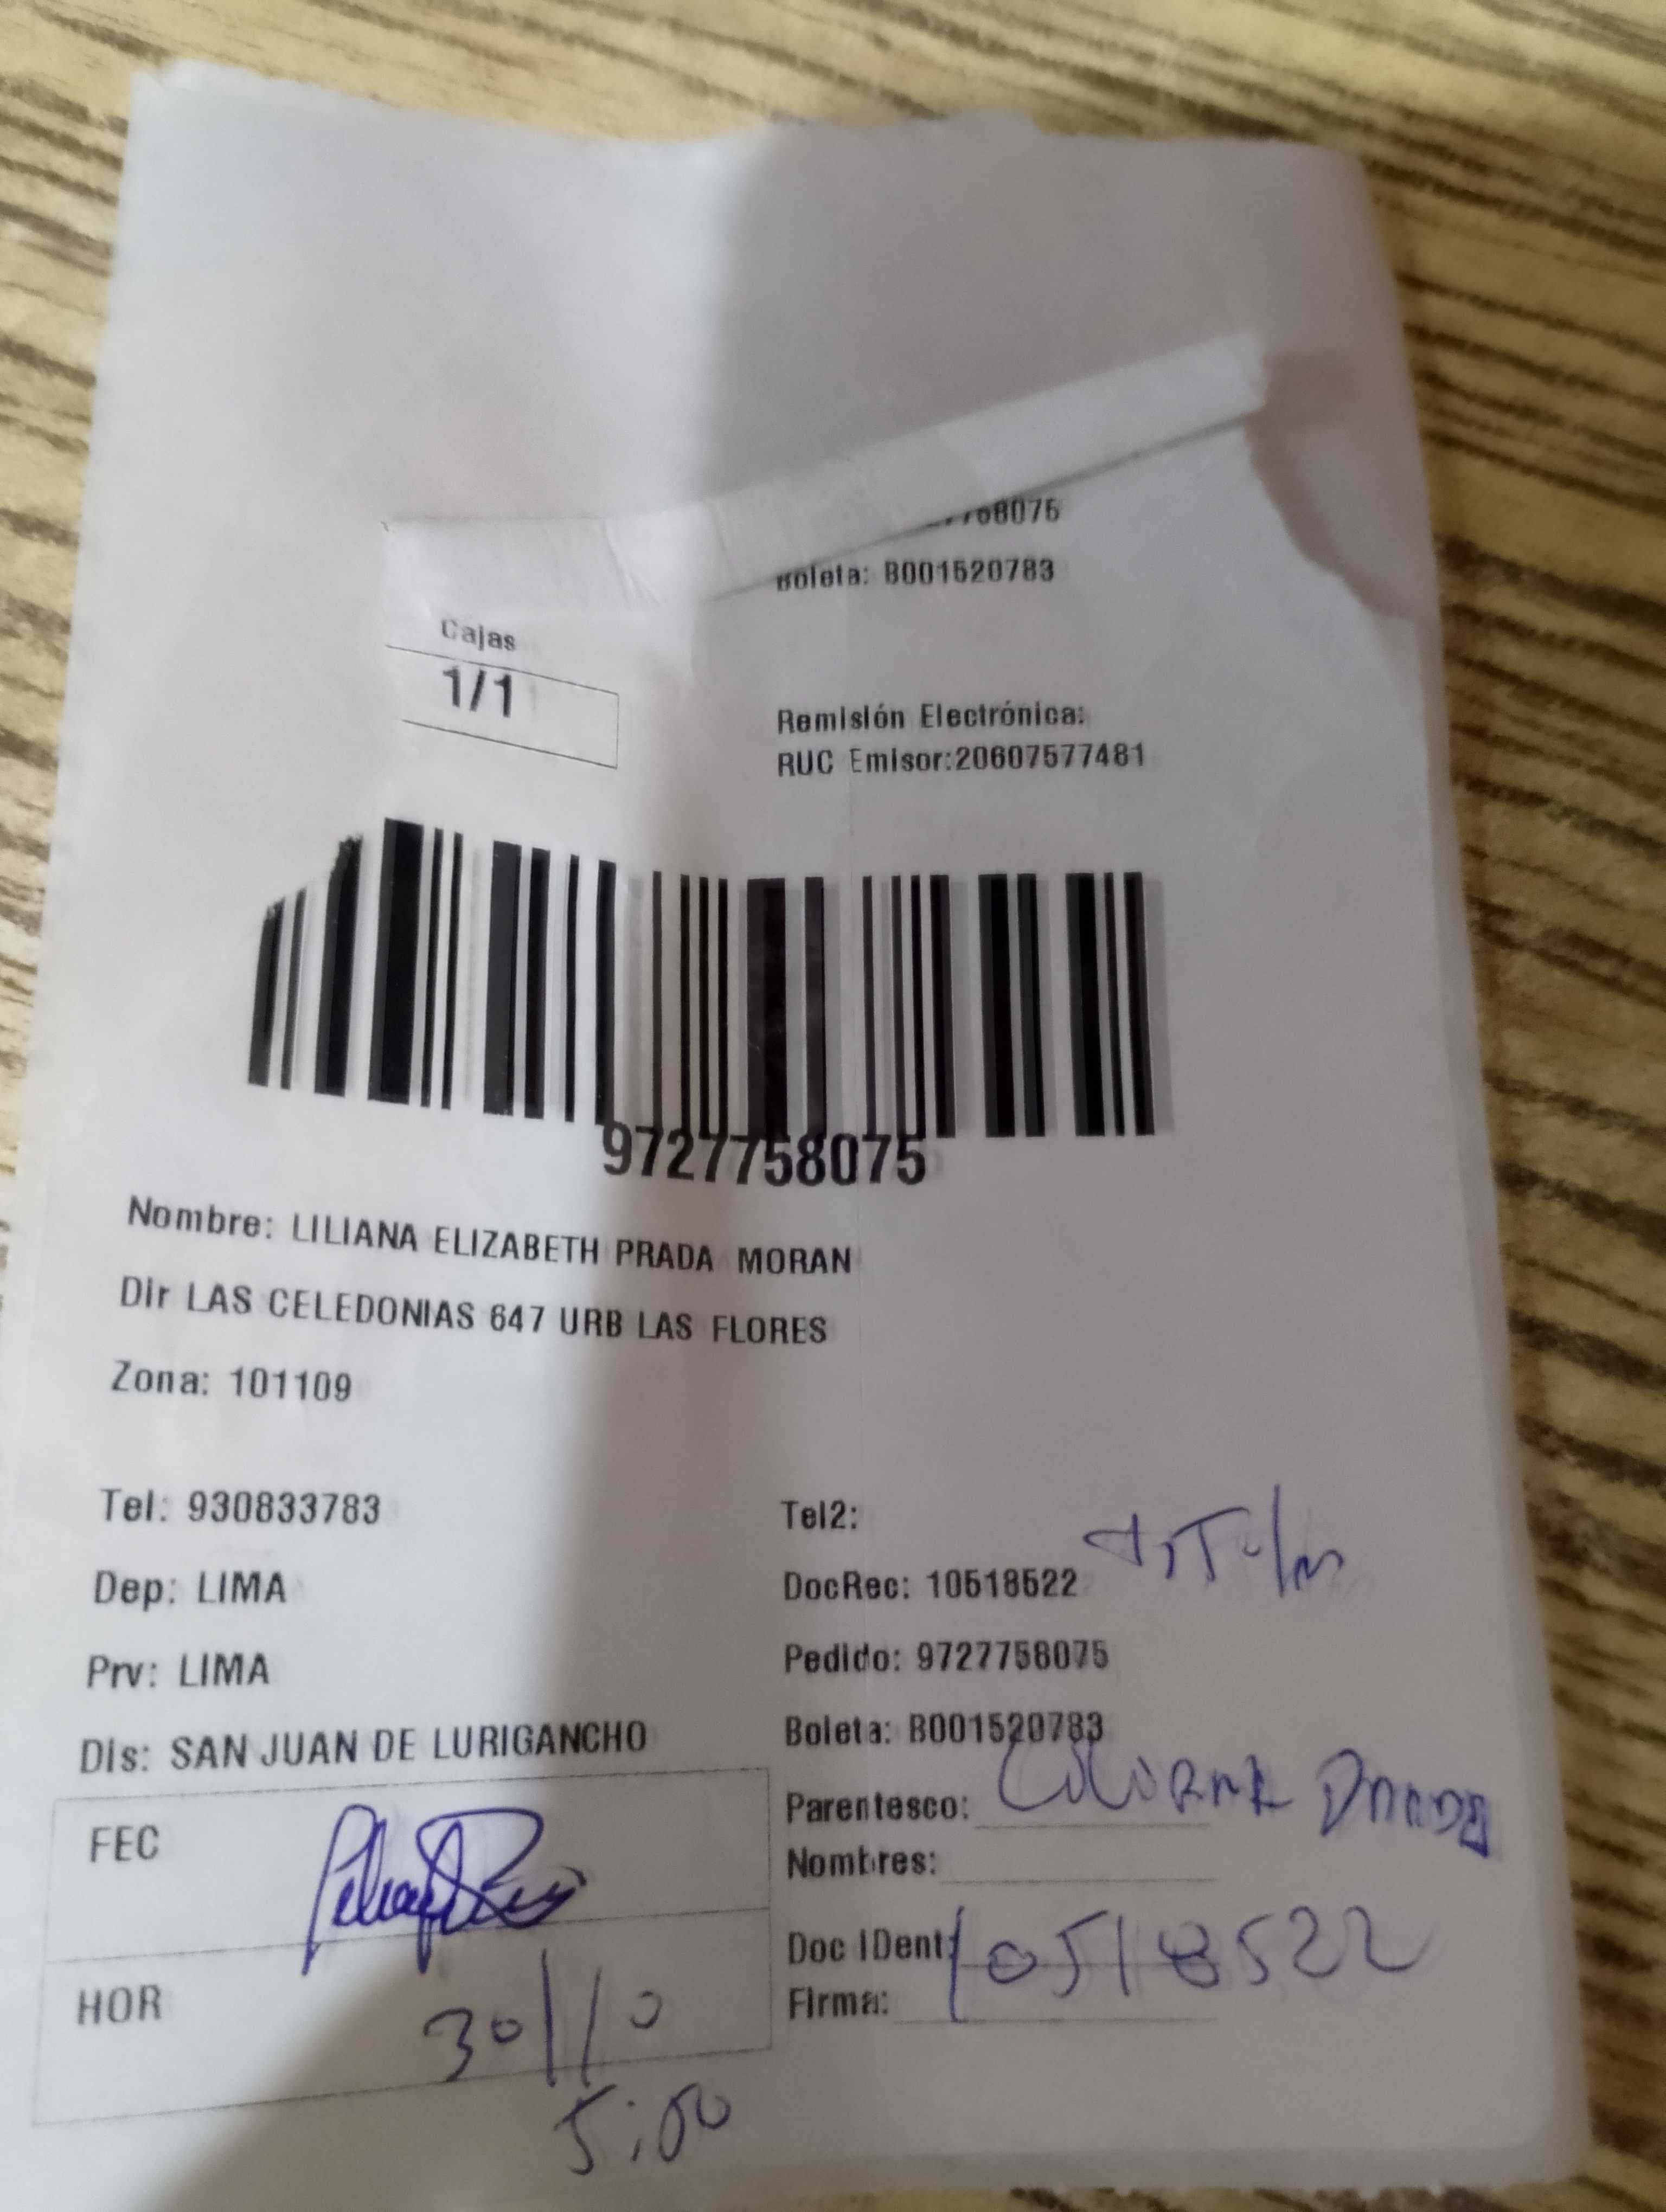 68075
Boleta: B001520783
Cajas
1/1
Remisión Electrónica:
RUC Emisor:20607577481
9727758075
Nombre: LILIANA ELIZABETH PRADA MORAN
Dir LAS CELEDONIAS 647 URB LAS FLORES
Zona: 101109
Tel: 930833783
Tel2:
Dep: LIMA
DocRec: 10518522
Prv: LIMA
Pedido: 9727758075
Dis: SAN JUAN DE LURIGANCHO
Boleta: B001520783
FEC
Parentesco: Liliana
Nombres:
Doc IDent: 10518522
HOR
Firma:
30/10
5:00